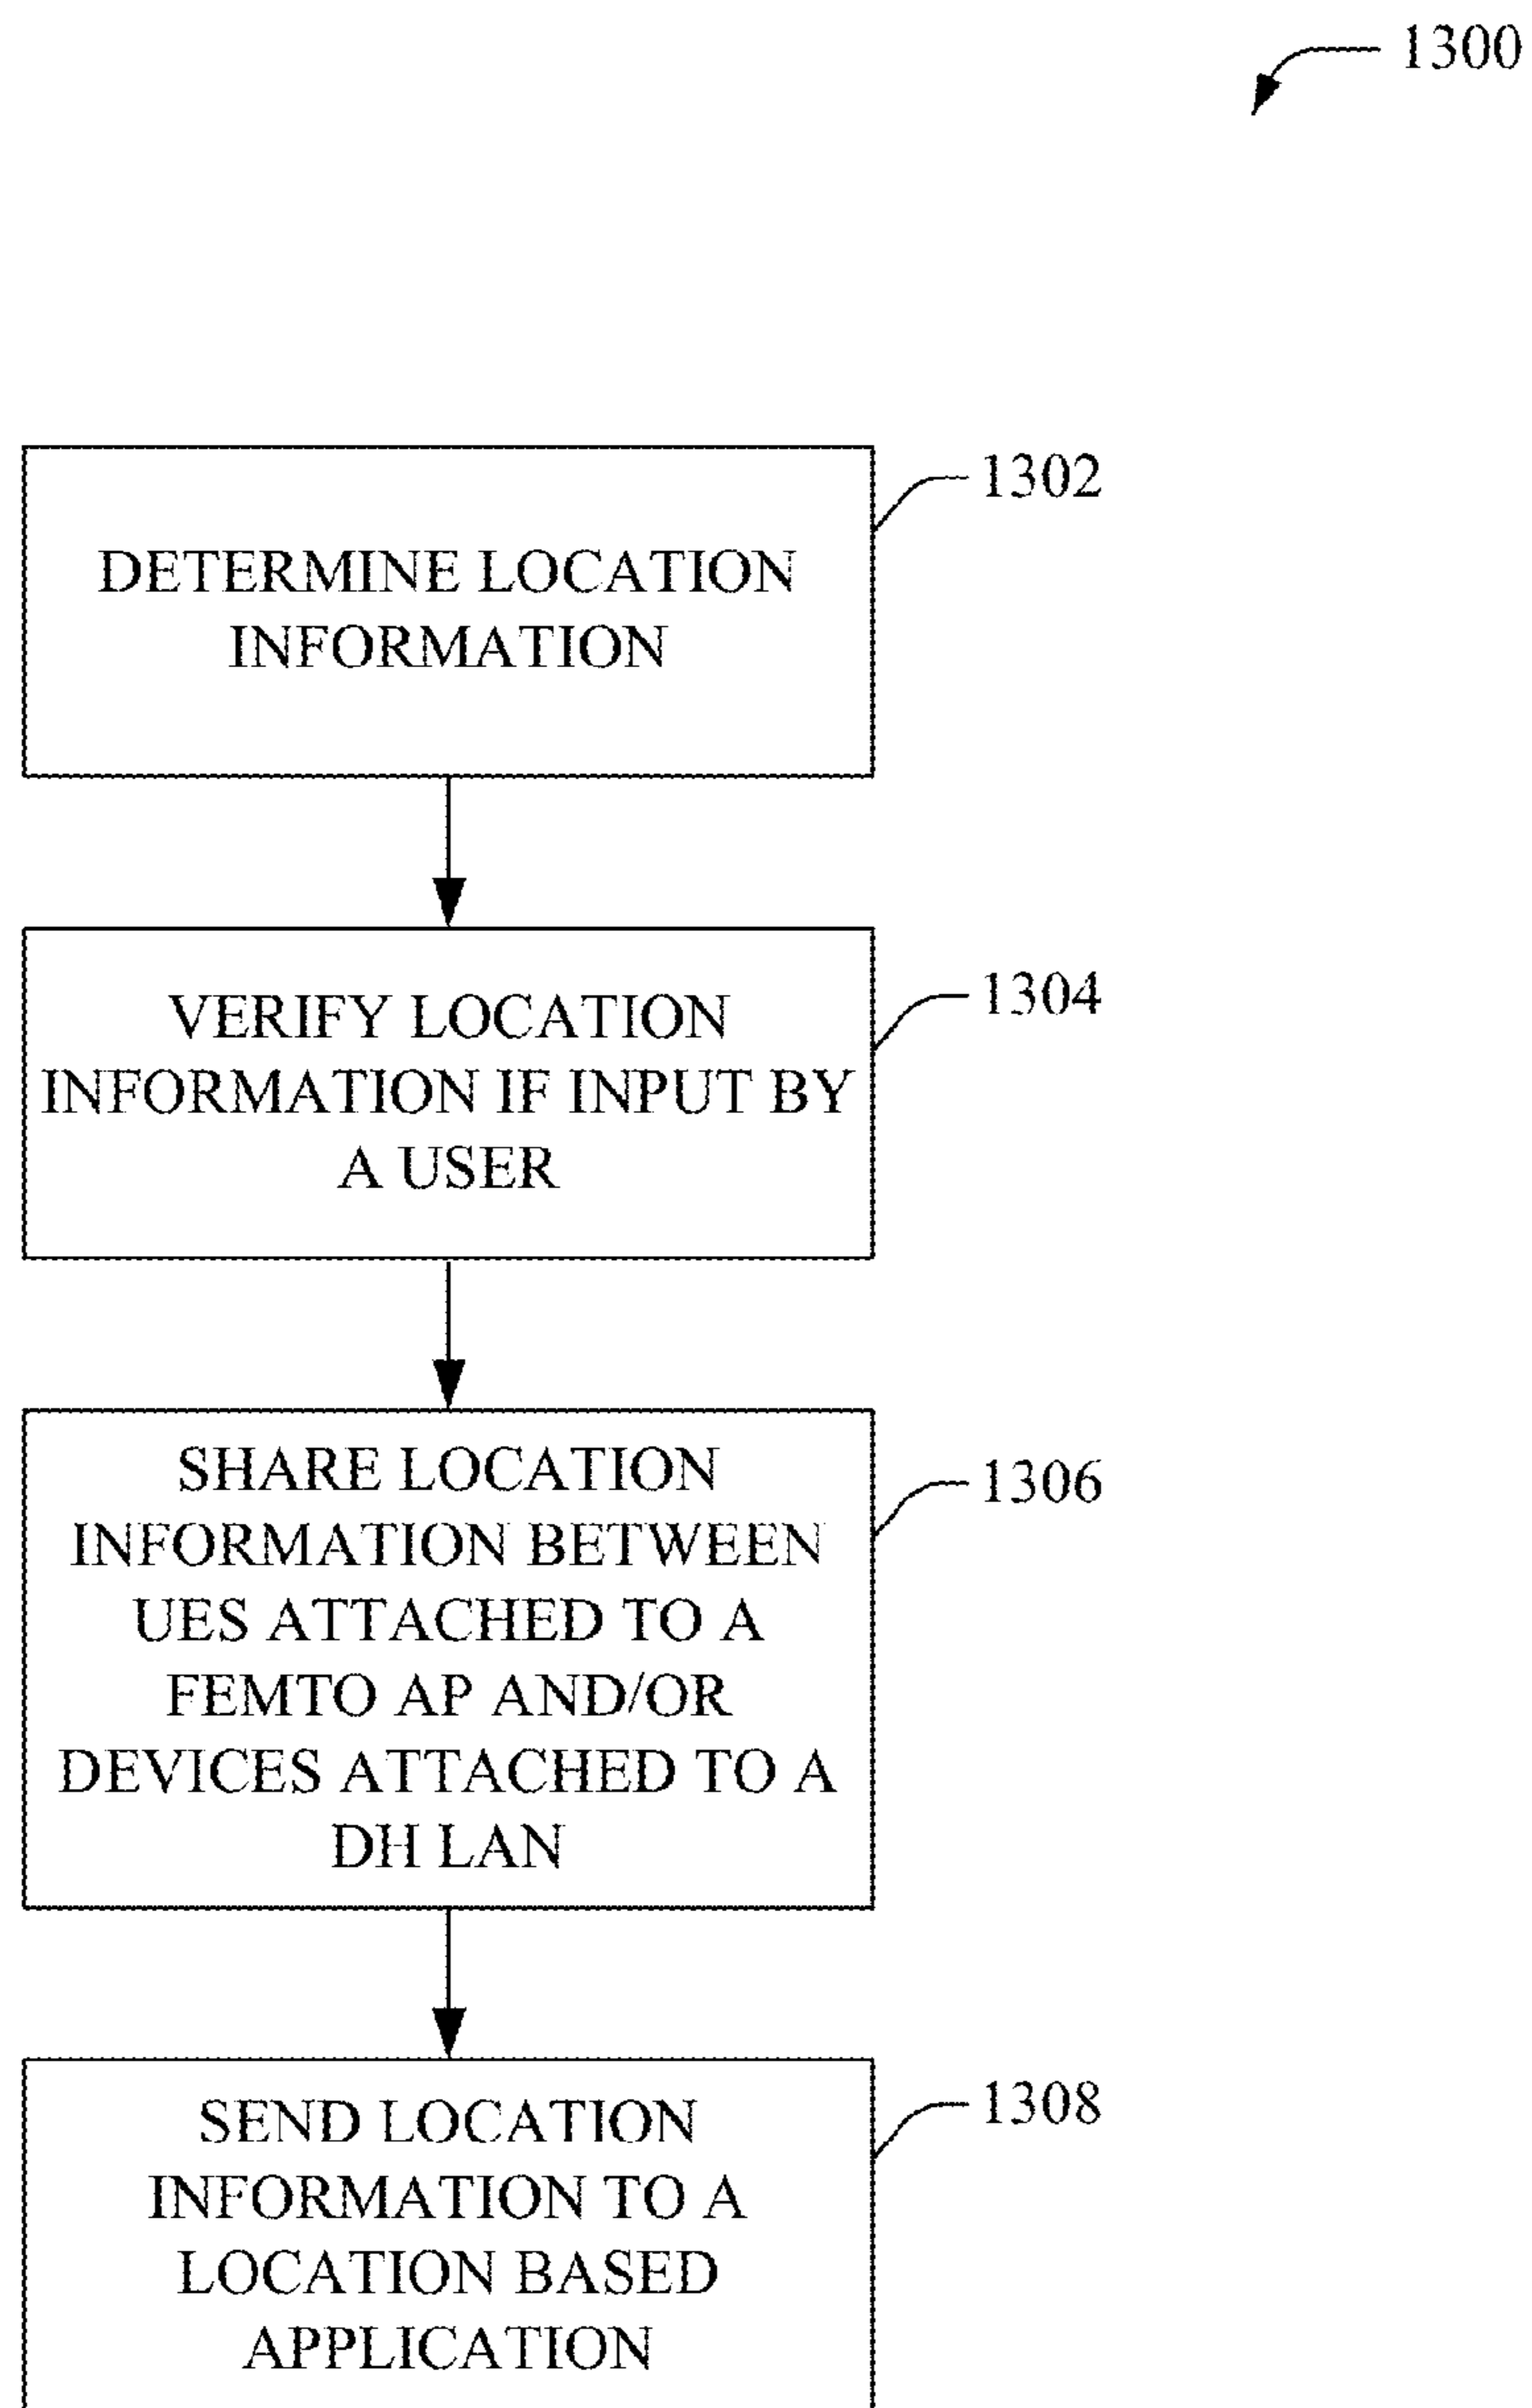 1300
1302
DETERMINE LOCATION
INFORMATION
1304
VERIFY LOCATION
INFORMATION IF INPUT BY
A USER
1306
SHARE LOCATION
INFORMATION BETWEEN
UES ATTACHED TO A
FEMTO AP AND/OR
DEVICES ATTACHED TO A
DH LAN
1308
SEND LOCATION
INFORMATION TO A
LOCATION BASED
APPLICATION